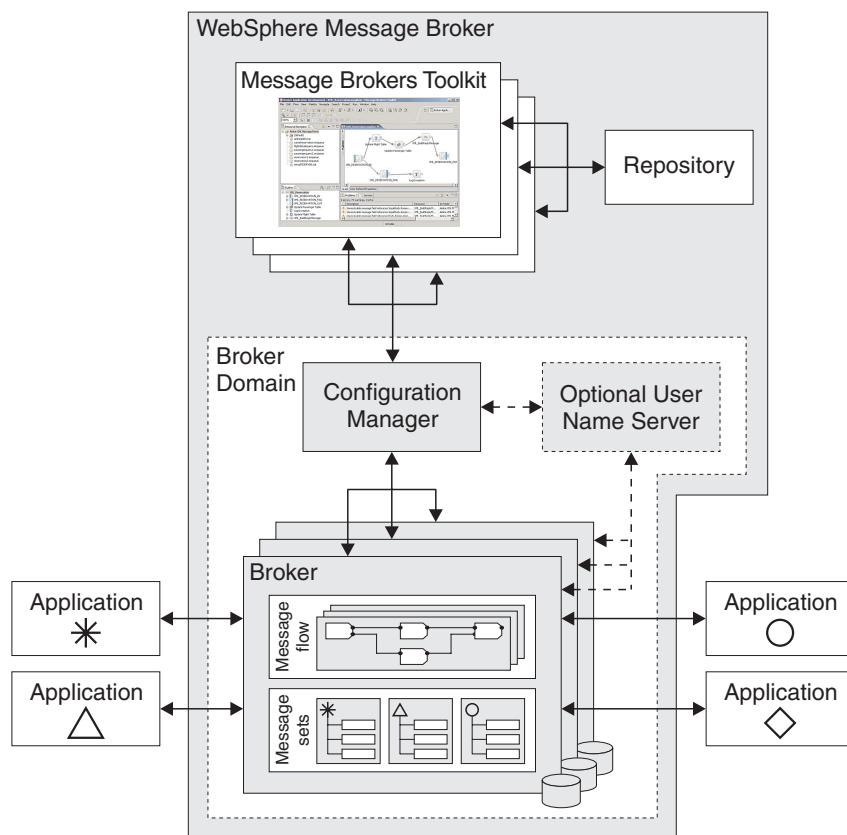 WebSphere Message Broker
Message Brokers Toolkit
Repository
Broker
Domain
Configuration
Manager
Optional User
Name Server
Broker
Message
flow
Message
sets
Application
Application
Application
Application